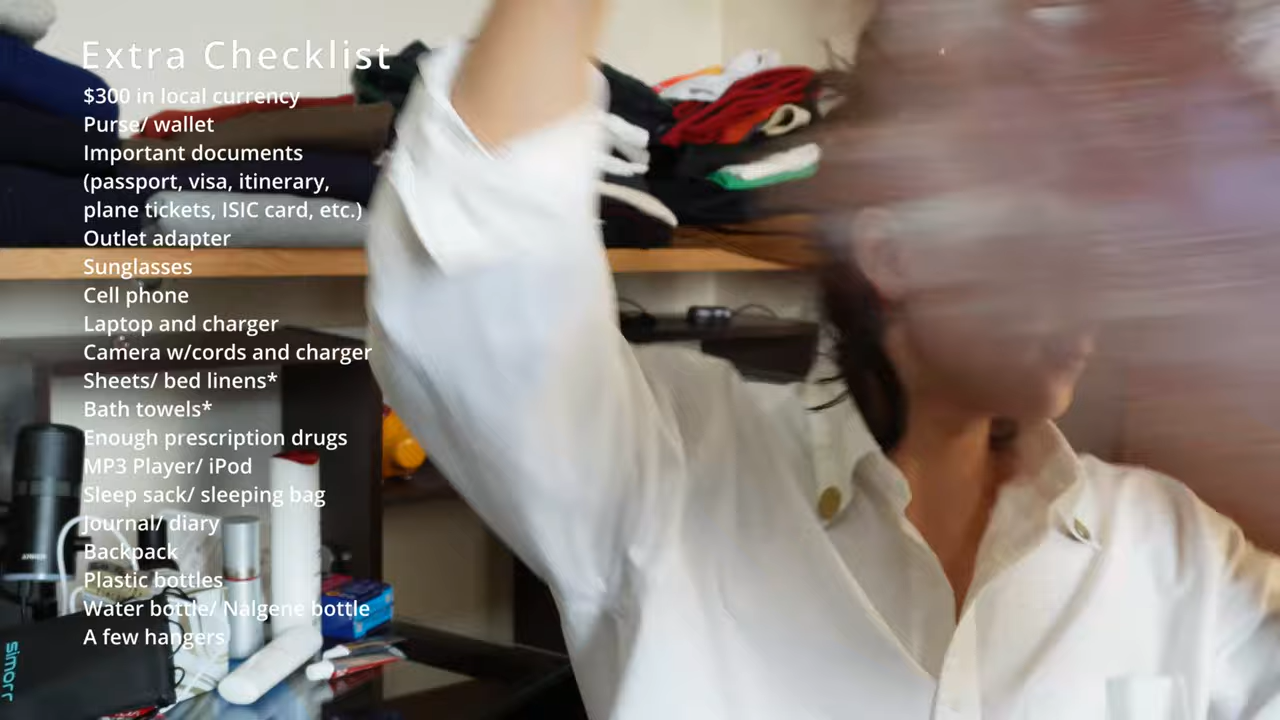 Extra Checklist
$300 in local currency
Purse/ wallet
Important documents
(passport, visa, itinerary,
plane tickets, ISIC card, etc.)
Outlet adapter
Sunglasses
Cell phone
Laptop and charger
Camera w/cords and charger
Sheets/ bed linens*
Bath towels*
Enough prescription drugs
MP3 Player/ iPod
Sleep sack/ sleeping bag
Journal/ diary
Backpack
Plastic bottles
Water bottle/ Nalgene bottle
A few hangers
ANKER
simorr